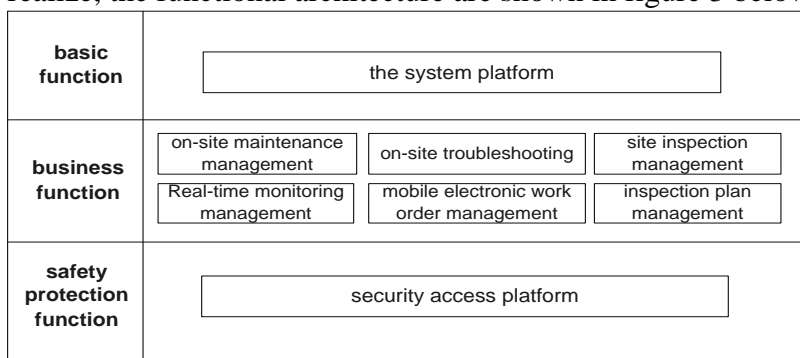 realize, the functional architecture are shown in figure 3 below
basic
function
the system platform
business
function
on-site maintenance
management
on-site troubleshooting
site inspection
management
Real-time monitoring
management
mobile electronic work
order management
inspection plan
management
safety
protection
function
security access platform